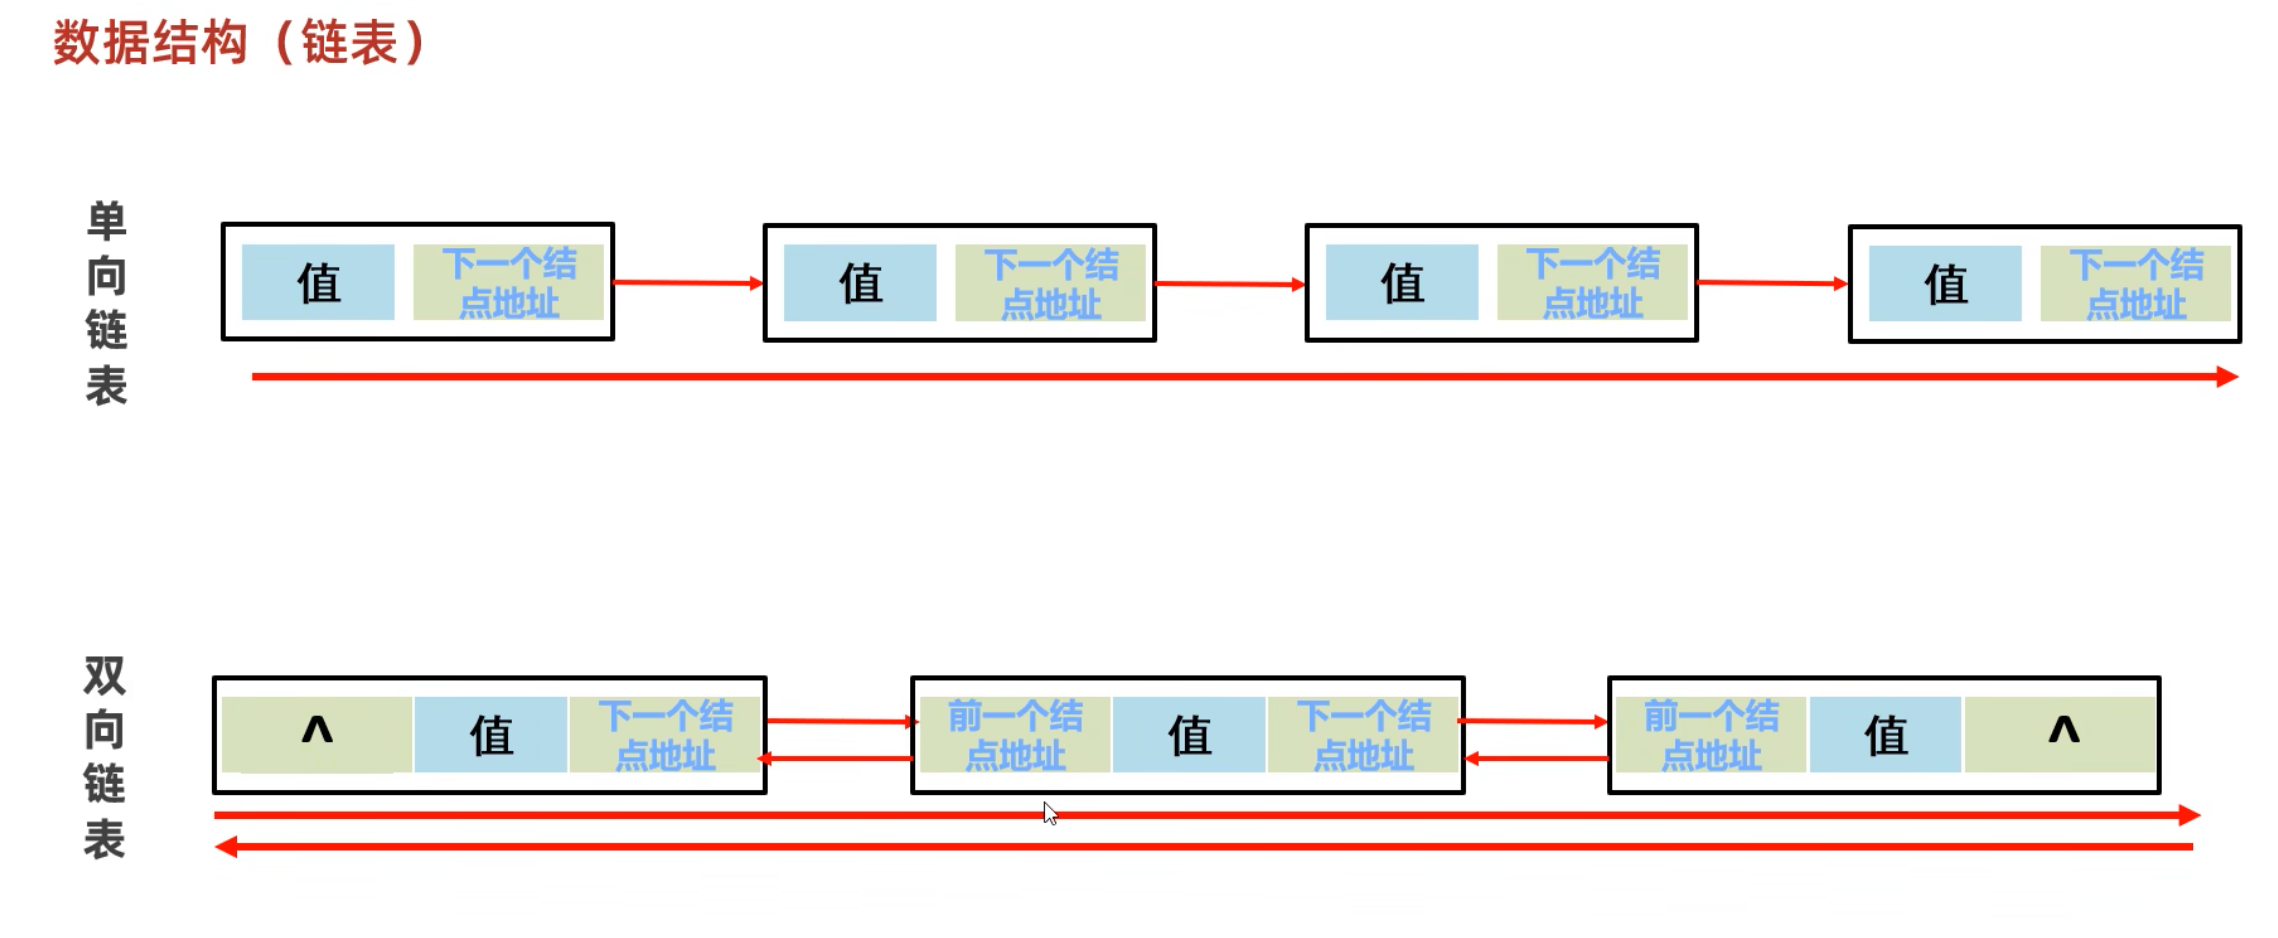 数据结构（链表）
单向链表
值
下一个结
点地址
值
下一个结
点地址
值
下一个结
点地址
值
下一个结
点地址
双向链表
^
值
下一个结
点地址
前一个结
点地址
值
下一个结
点地址
前一个结
点地址
值
^